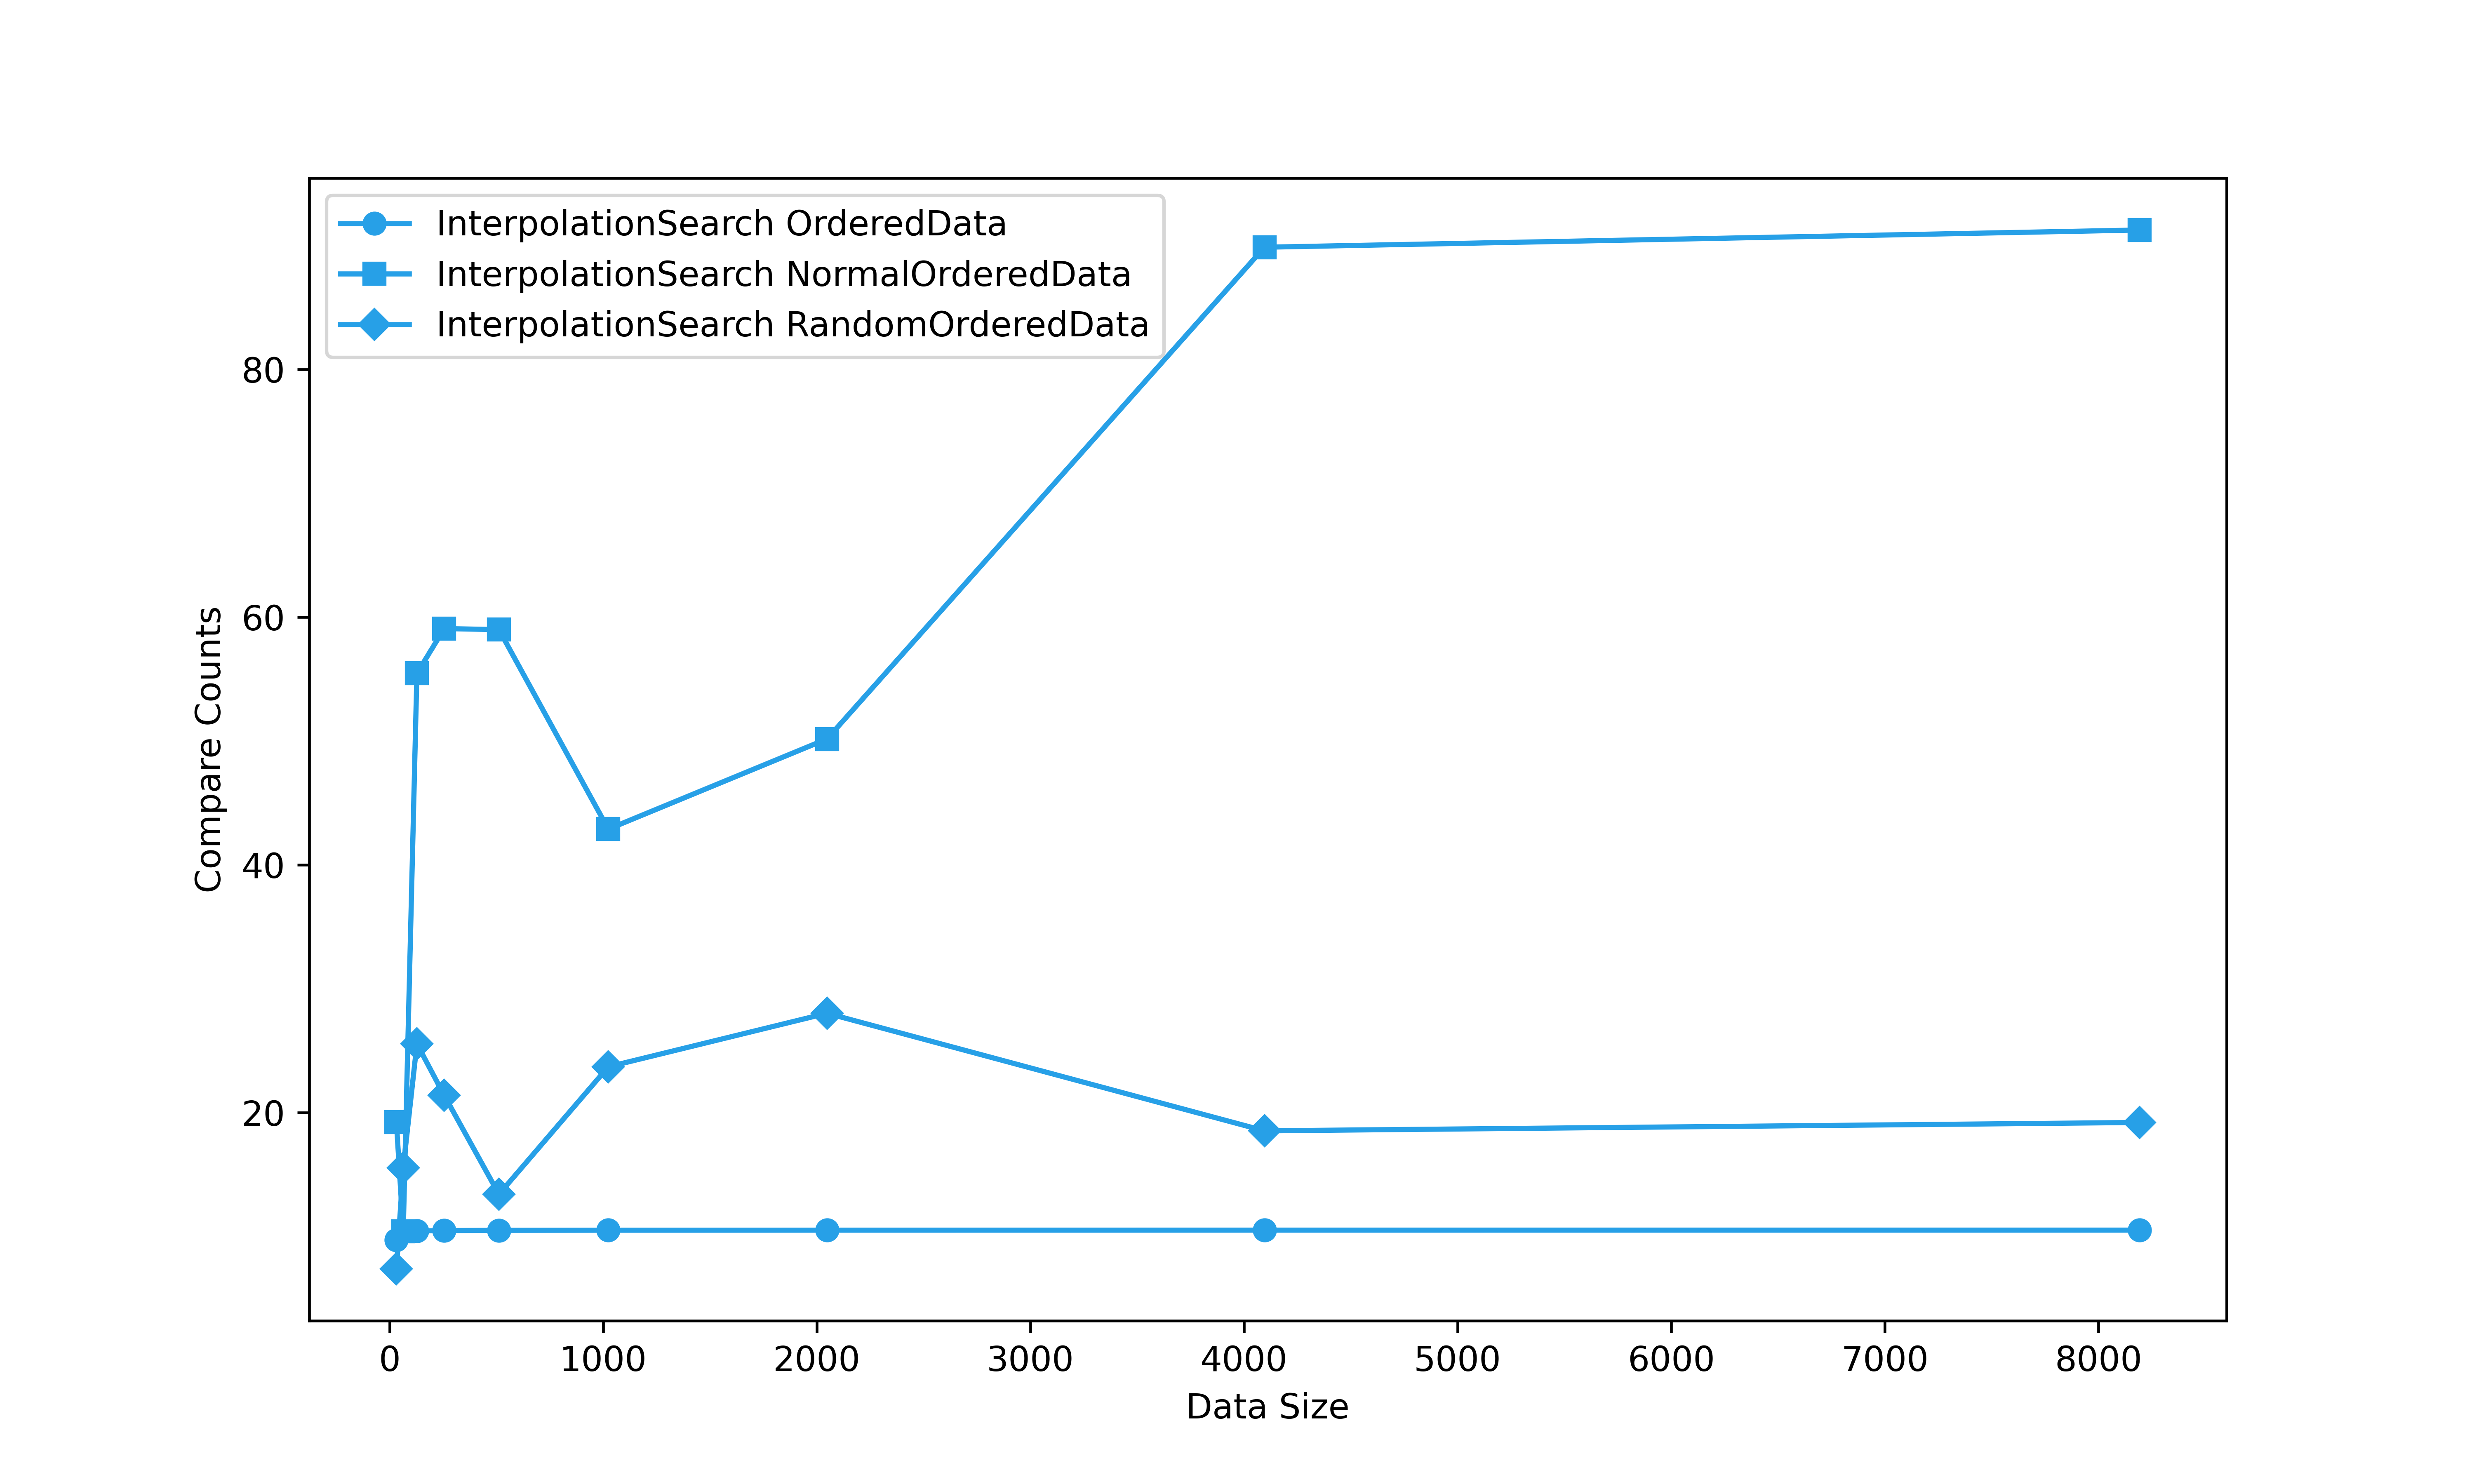 InterpolationSearch OrderedData
InterpolationSearch NormalOrderedData
InterpolationSearch RandomOrderedData
Compare Counts
80
60
40
20
0 1000 2000 3000 4000 5000 6000 7000 8000
Data Size